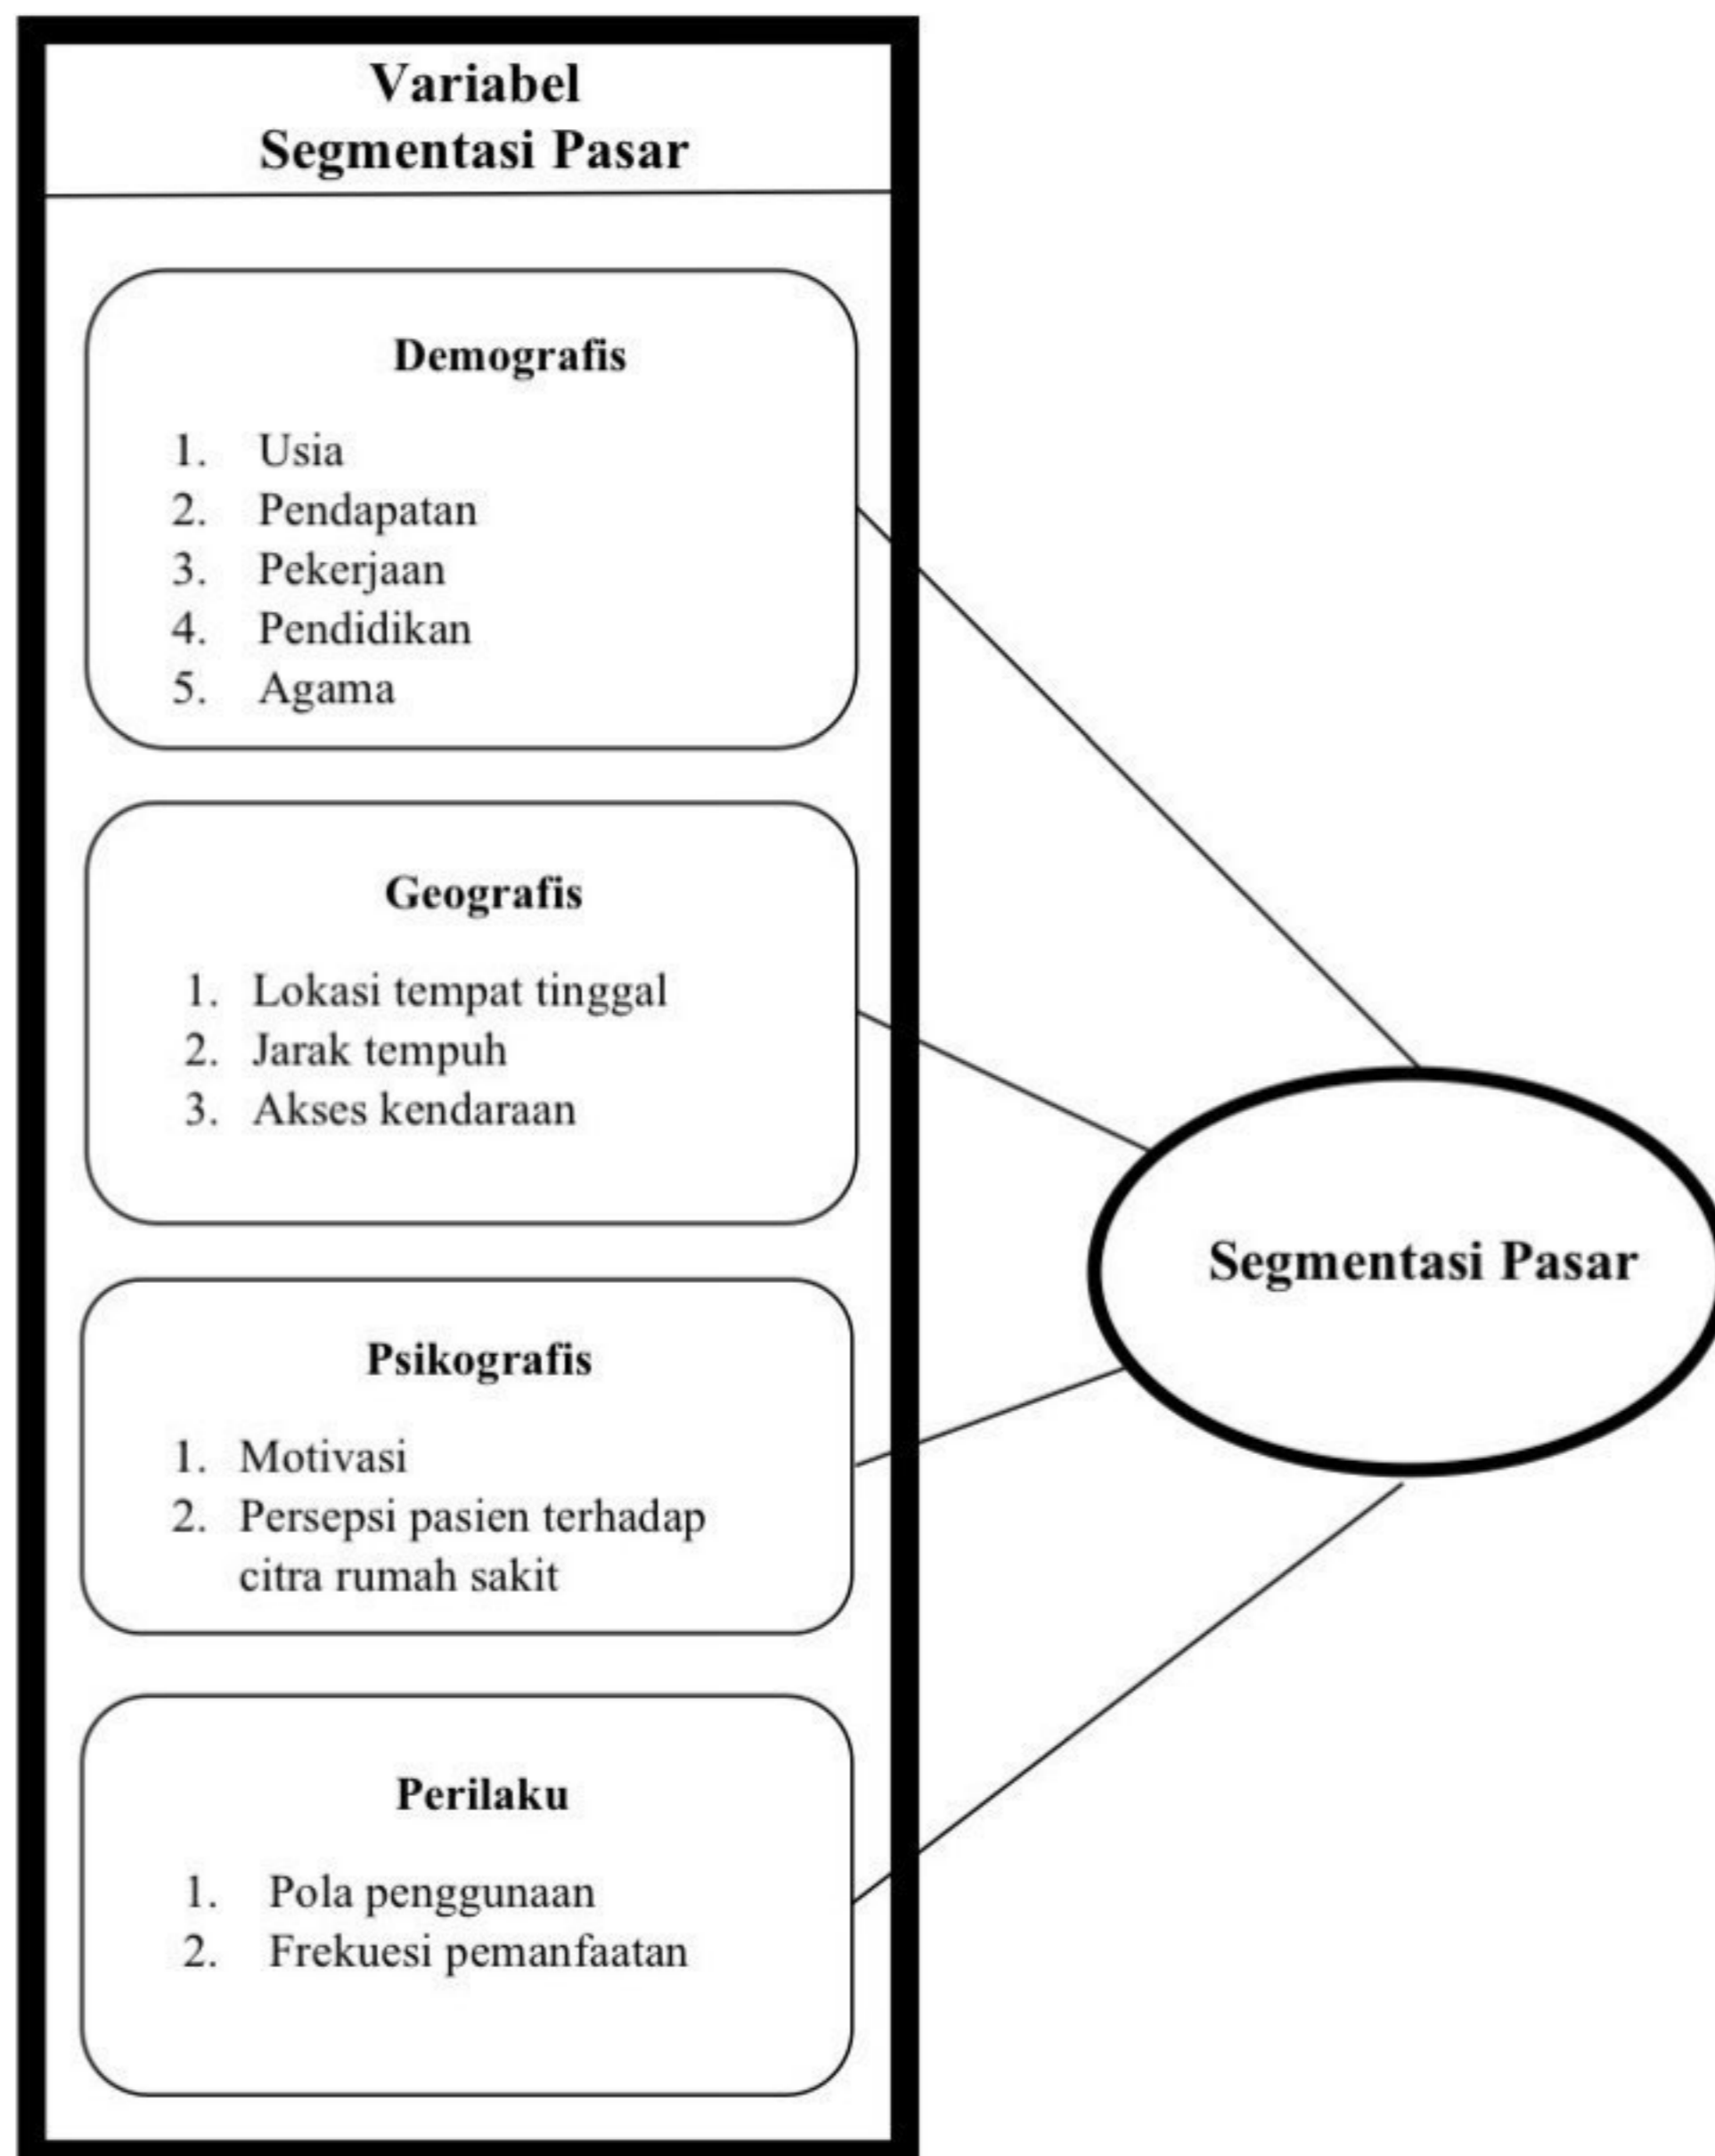 Variabel
Segmentasi Pasar
Demografis
1. Usia
2. Pendapatan
3. Pekerjaan
4. Pendidikan
5. Agama
Geografis
1. Lokasi tempat tinggal
2. Jarak tempuh
3. Akses kendaraan
Psikografis
1. Motivasi
2. Persepsi pasien terhadap
citra rumah sakit
Perilaku
1. Pola penggunaan
2. Frekuesi pemanfaatan
Segmentasi Pasar